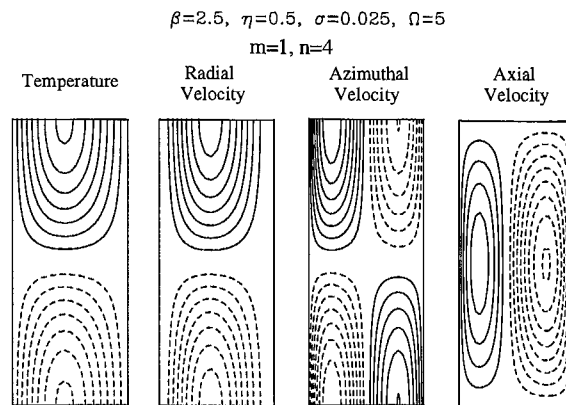 β=2.5, η=0.5, σ=0.025, Ω=5
m=1, n=4
Temperature
Radial
Velocity
Azimuthal
Velocity
Axial
Velocity